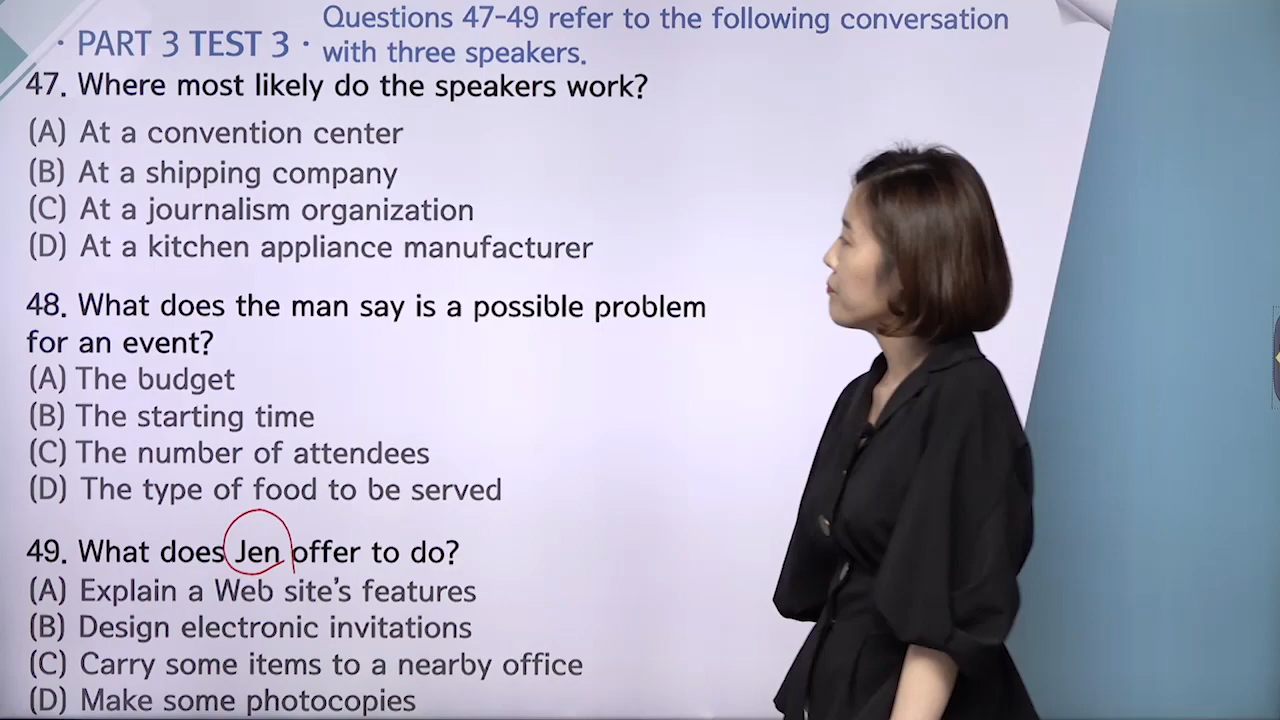 · PART 3 TEST 3 ·
Questions 47-49 refer to the following conversation
with three speakers.
47. Where most likely do the speakers work?
(A) At a convention center
(B) At a shipping company
(C) At a journalism organization
(D) At a kitchen appliance manufacturer
48. What does the man say is a possible problem
for an event?
(A) The budget
(B) The starting time
(C) The number of attendees
(D) The type of food to be served
49. What does Jen offer to do?
(A) Explain a Web site's features
(B) Design electronic invitations
(C) Carry some items to a nearby office
(D) Make some photocopies